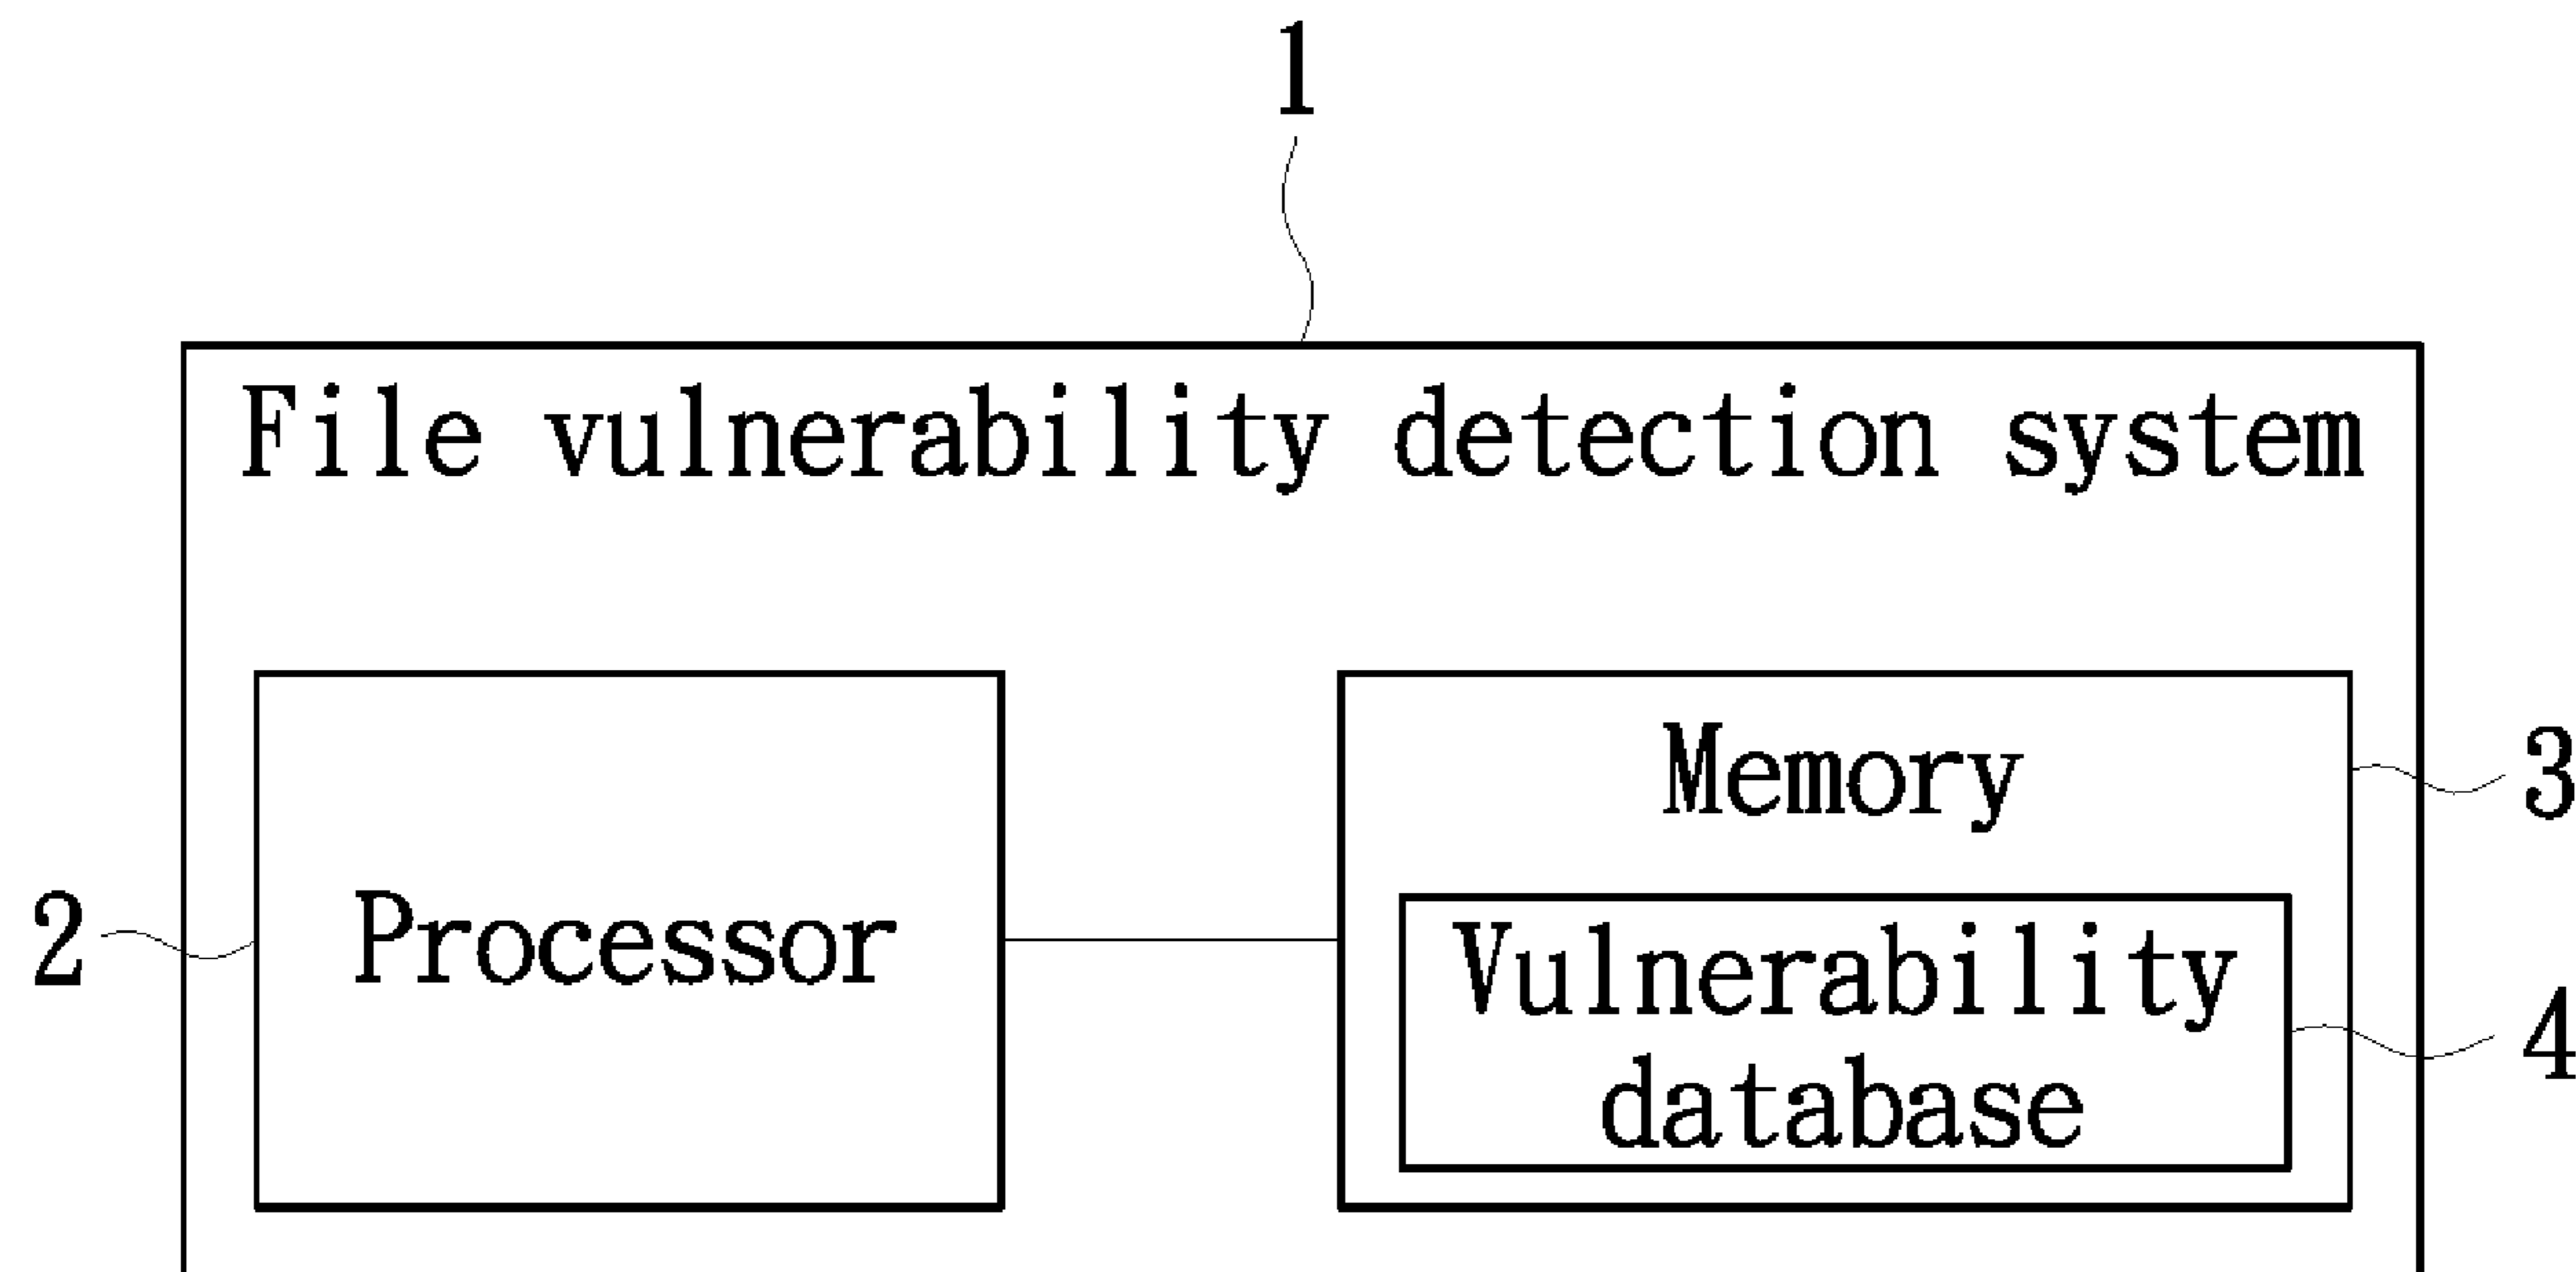 1
File vulnerability detection system
Memory
3
2
Processor
Vulnerability
database
4